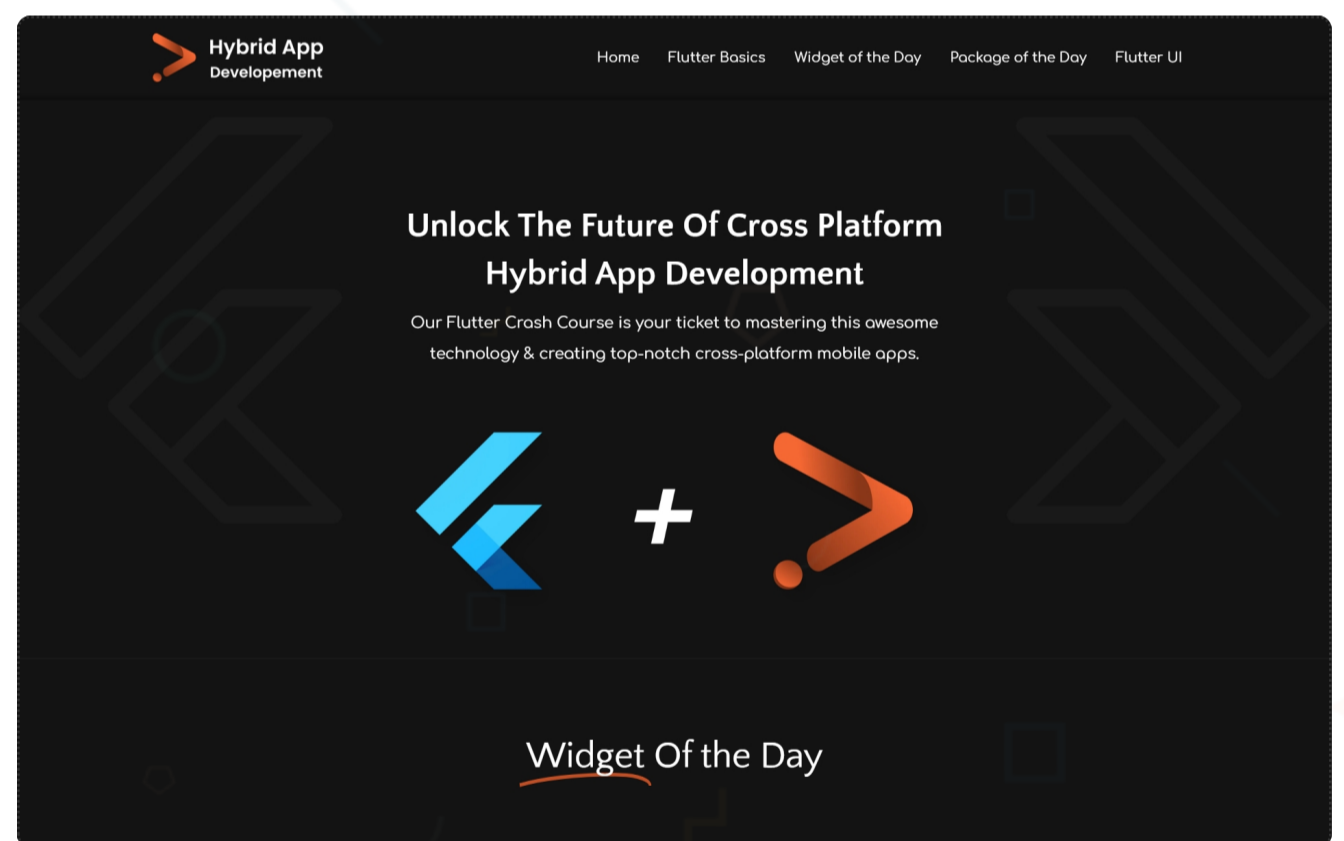 Hybrid App
Developement
Home Flutter Basics Widget of the Day Package of the Day Flutter UI
Unlock The Future Of Cross Platform
Hybrid App Development
Our Flutter Crash Course is your ticket to mastering this awesome
technology & creating top-notch cross-platform mobile apps.
+
Widget Of the Day